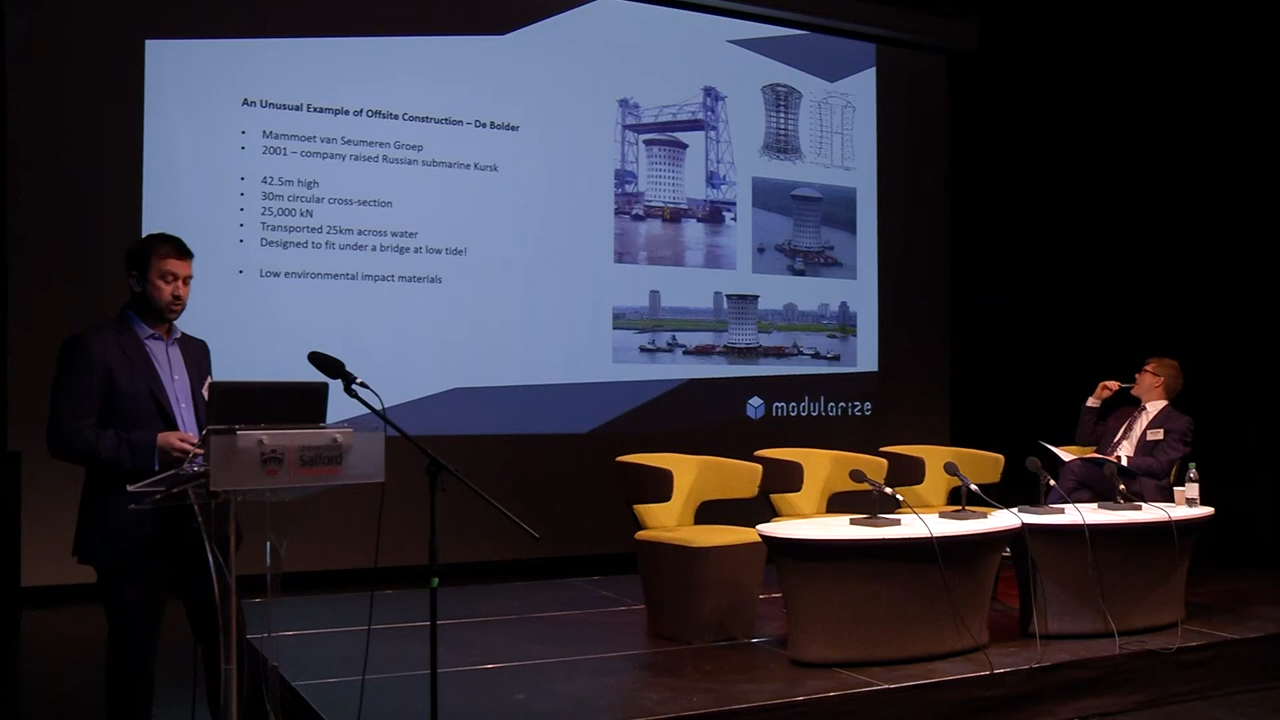 An Unusual Example of Offsite Construction – De Bolder
• Mammoet van Seumeren Groep
• 2001 – company raised Russian submarine Kursk
• 42.5m high
• 30m circular cross-section
• 25,000 kN
• Transported 25km across water
• Designed to fit under a bridge at low tide!
• Low environmental impact materials
modularize
Salford